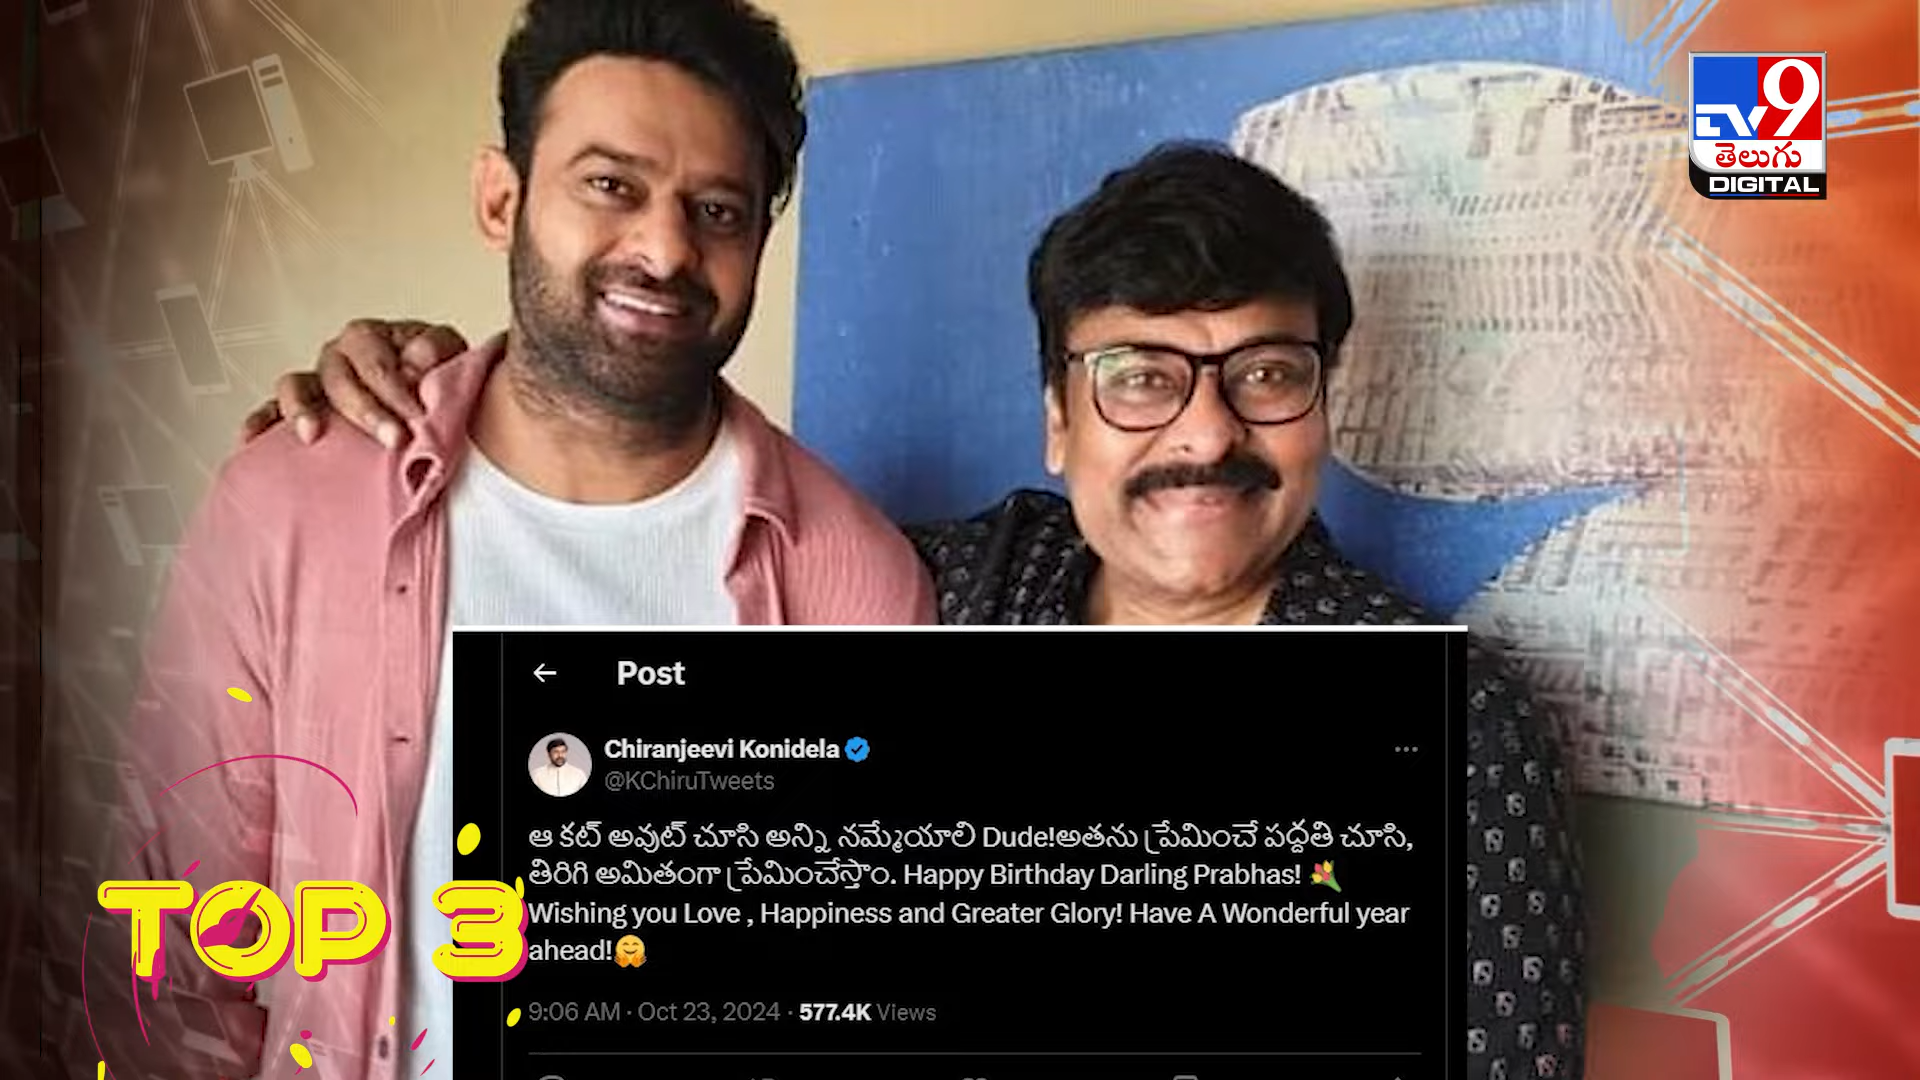 TV9
తెలుగు
DIGITAL
Post
Chiranjeevi Konidela
@KChiruTweets
ఆ కట్ అవుట్ చూసి అన్ని నమ్మేయాలి Dude!అతను ప్రేమించే పద్దతి చూసి,
తిరిగి అమితంగా ప్రేమించేస్తాం. Happy Birthday Darling Prabhas! 💐
Wishing you Love , Happiness and Greater Glory! Have A Wonderful year
ahead!🤗
9:06 AM · Oct 23, 2024 · 577.4K Views
TOP 3